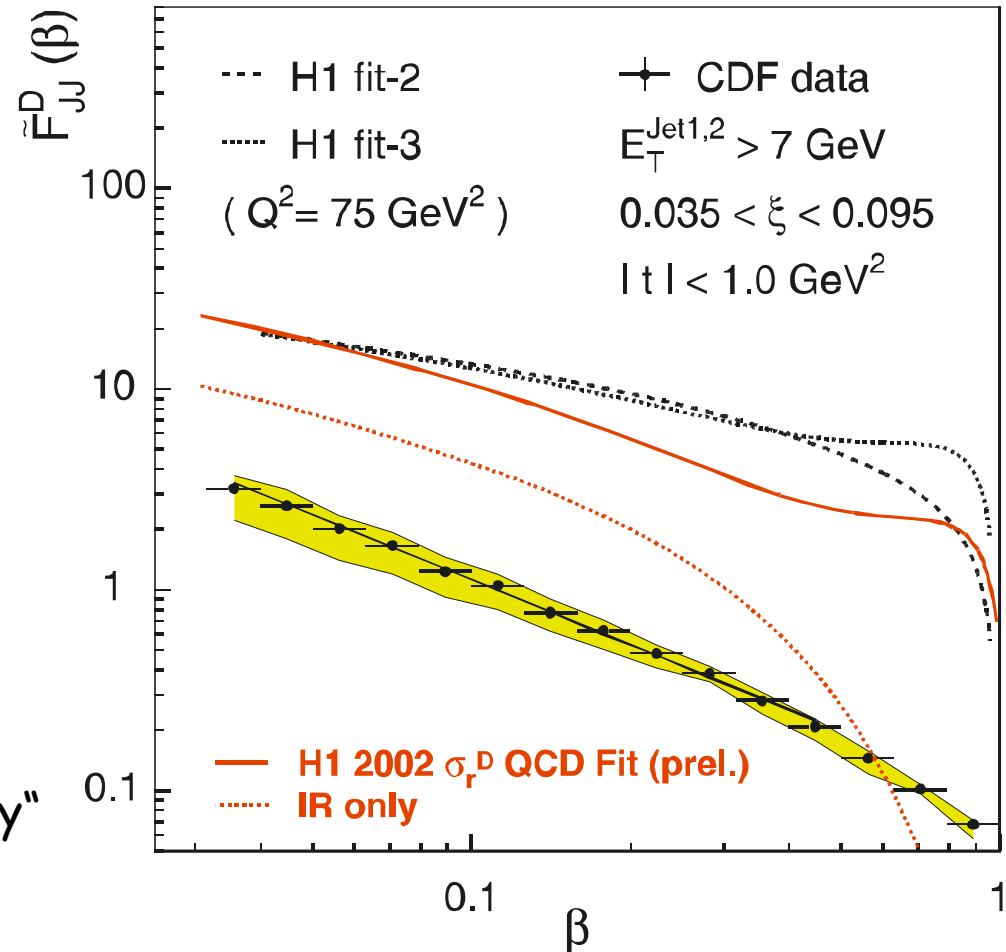 F̃ᴰJJ (β)
H1 fit-2
H1 fit-3
( Q² = 75 GeV² )
CDF data
E_T^Jet1,2 > 7 GeV
0.035 < ξ < 0.095
| t | < 1.0 GeV²
100
10
1
0.1
H1 2002 σ_r^D QCD Fit (prel.)
IR only
y"
0.1
1
β